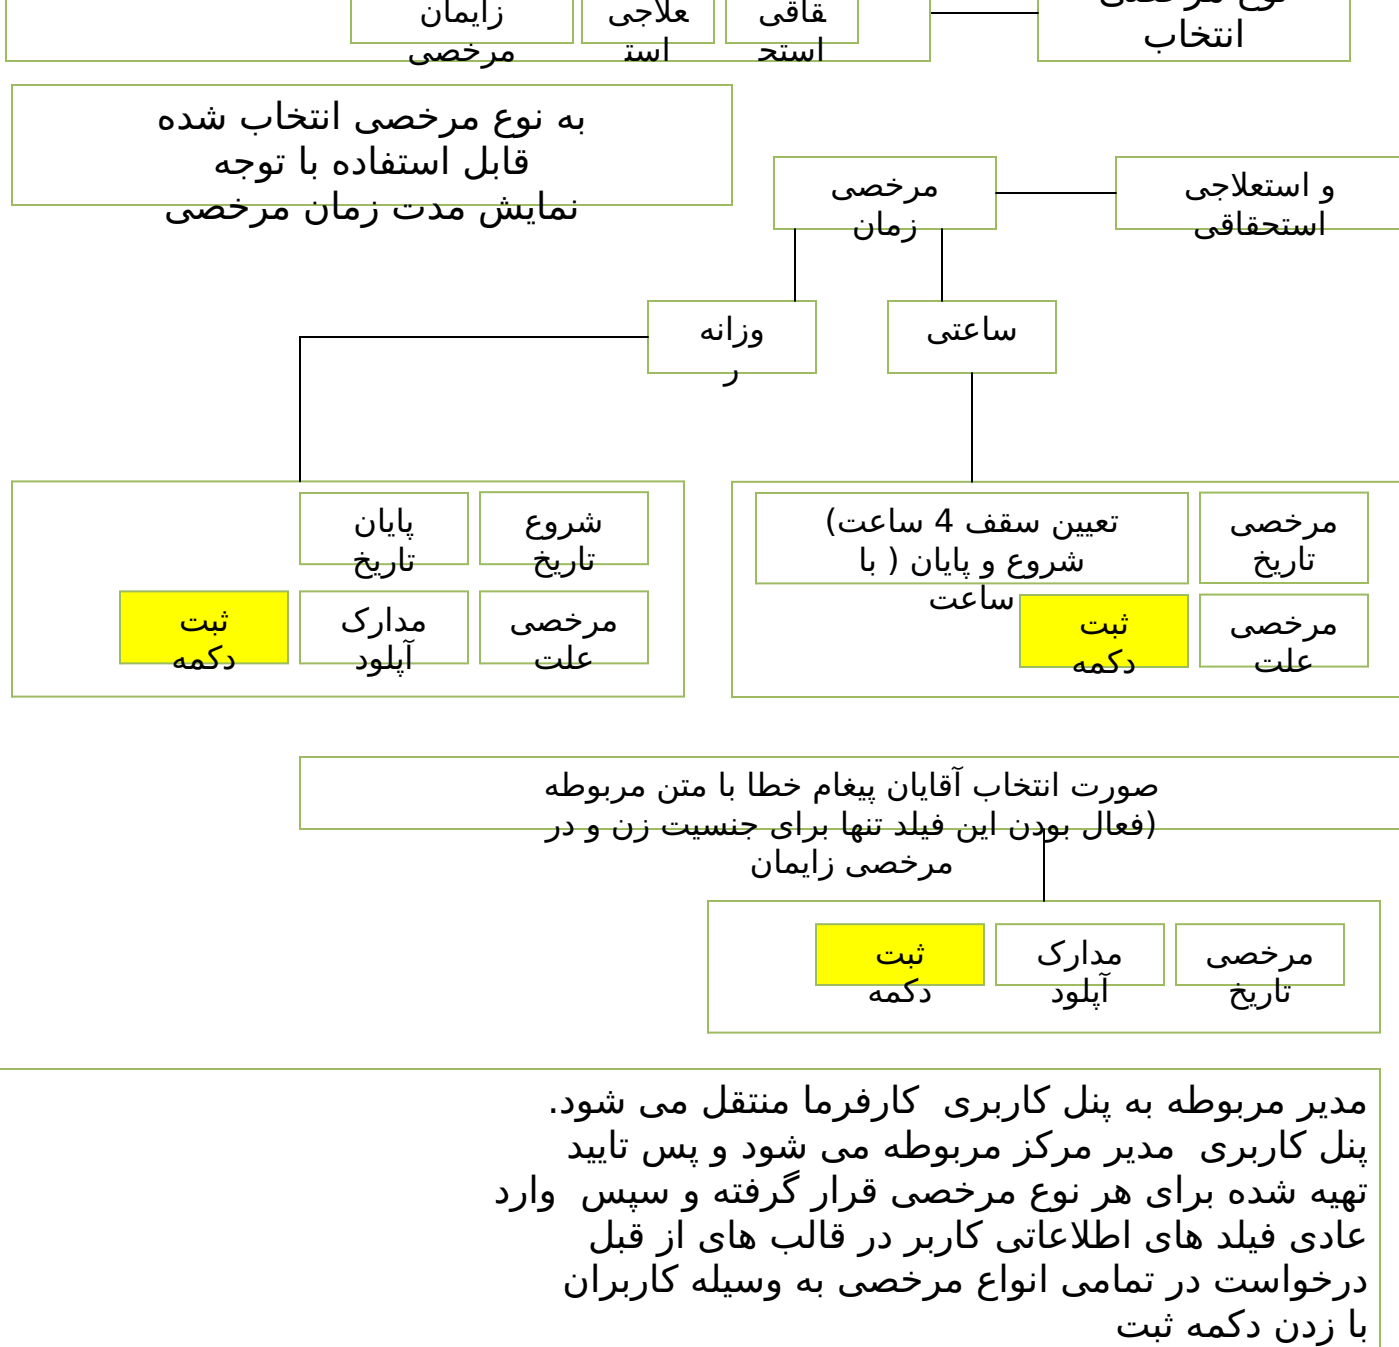 نوع مرخصی
انتخاب
قاقی
استح
علاجی
است
زایمان
مرخصی
به نوع مرخصی انتخاب شده
قابل استفاده با توجه
نمایش مدت زمان مرخصی
و استعلاجی
استحقاقی
مرخصی
زمان
ساعتی
وزانه
ر
مرخصی
تاریخ
تعیین سقف 4 ساعت)
شروع و پایان ( با
ساعت
مرخصی
علت
ثبت
دکمه
شروع
تاریخ
پایان
تاریخ
مرخصی
علت
مدارک
آپلود
ثبت
دکمه
صورت انتخاب آقایان پیغام خطا با متن مربوطه
(فعال بودن این فیلد تنها برای جنسیت زن و در
مرخصی زایمان
مرخصی
تاریخ
مدارک
آپلود
ثبت
دکمه
مدیر مربوطه به پنل کاربری کارفرما منتقل می شود.
پنل کاربری مدیر مرکز مربوطه می شود و پس تایید
تهیه شده برای هر نوع مرخصی قرار گرفته و سپس وارد
عادی فیلد های اطلاعاتی کاربر در قالب های از قبل
درخواست در تمامی انواع مرخصی به وسیله کاربران
با زدن دکمه ثبت